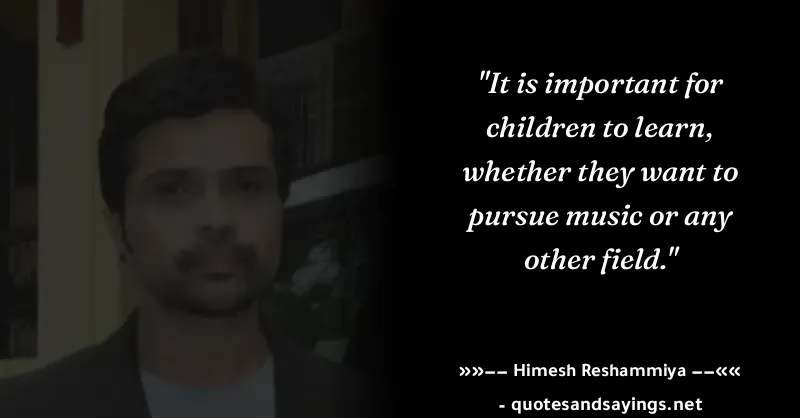 "It is important for
children to learn,
whether they want to
pursue music or any
other field."
»»−− Himesh Reshammiya −−««
- quotesandsayings.net